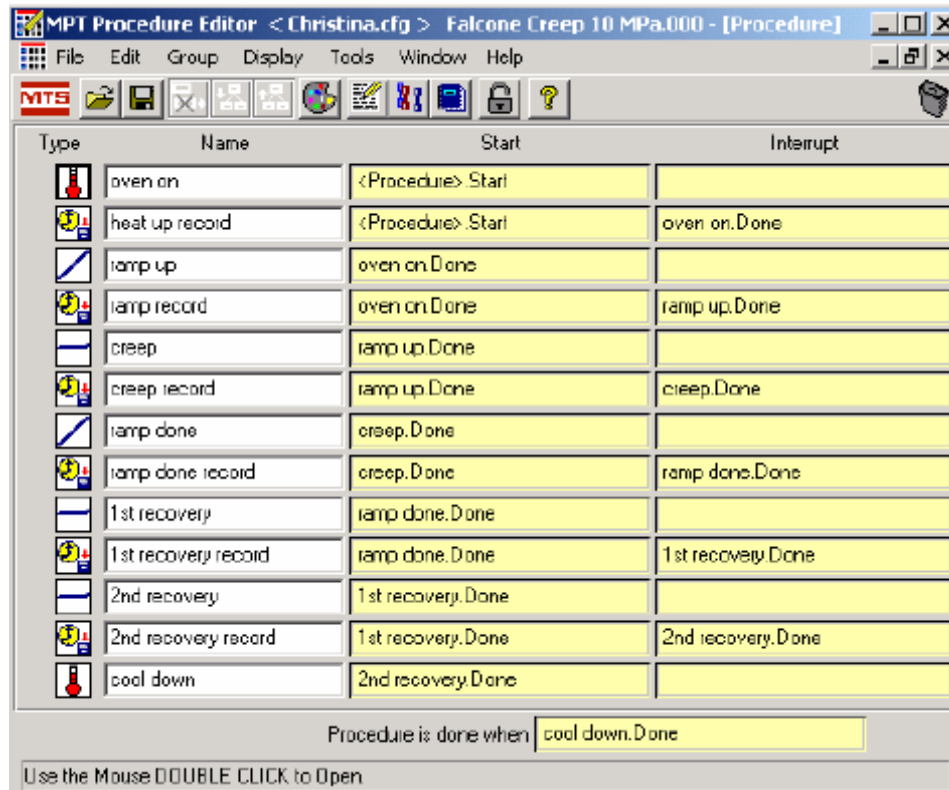 MPT Procedure Editor < Christina.cfg > Falcone Creep 10 MPa.000 - [Procedure]
File Edit Group Display Tools Window Help
MTS
Type Name Start Interrupt
oven on <Procedure>.Start
heat up record <Procedure>.Start oven on.Done
ramp up oven on.Done
ramp record oven on.Done ramp up.Done
creep ramp up.Done
creep record ramp up.Done creep.Done
ramp done creep.Done
ramp done record creep.Done ramp done.Done
1st recovery ramp done.Done
1st recovery record ramp done.Done 1st recovery.Done
2nd recovery 1st recovery.Done
2nd recovery record 1st recovery.Done 2nd recovery.Done
cool down 2nd recovery.Done
Procedure is done when cool down.Done
Use the Mouse DOUBLE CLICK to Open